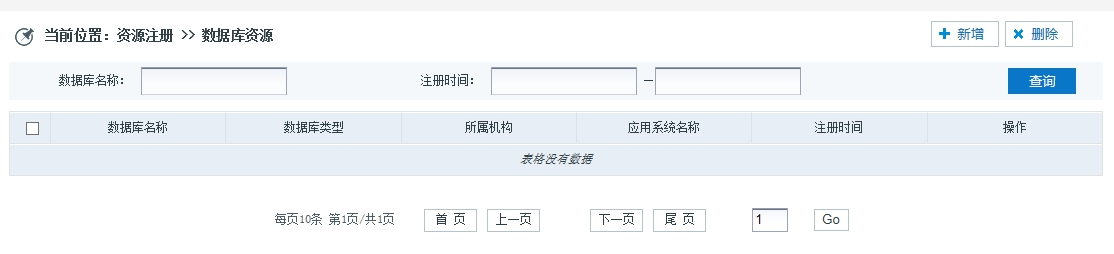 当前位置：资源注册 >> 数据库资源 新增 删除
数据库名称： 注册时间： — 查询
数据库名称 数据库类型 所属机构 应用系统名称 注册时间 操作
表格没有数据
每页10条 第1页/共1页 首 页 上一页 下一页 尾 页 1 Go